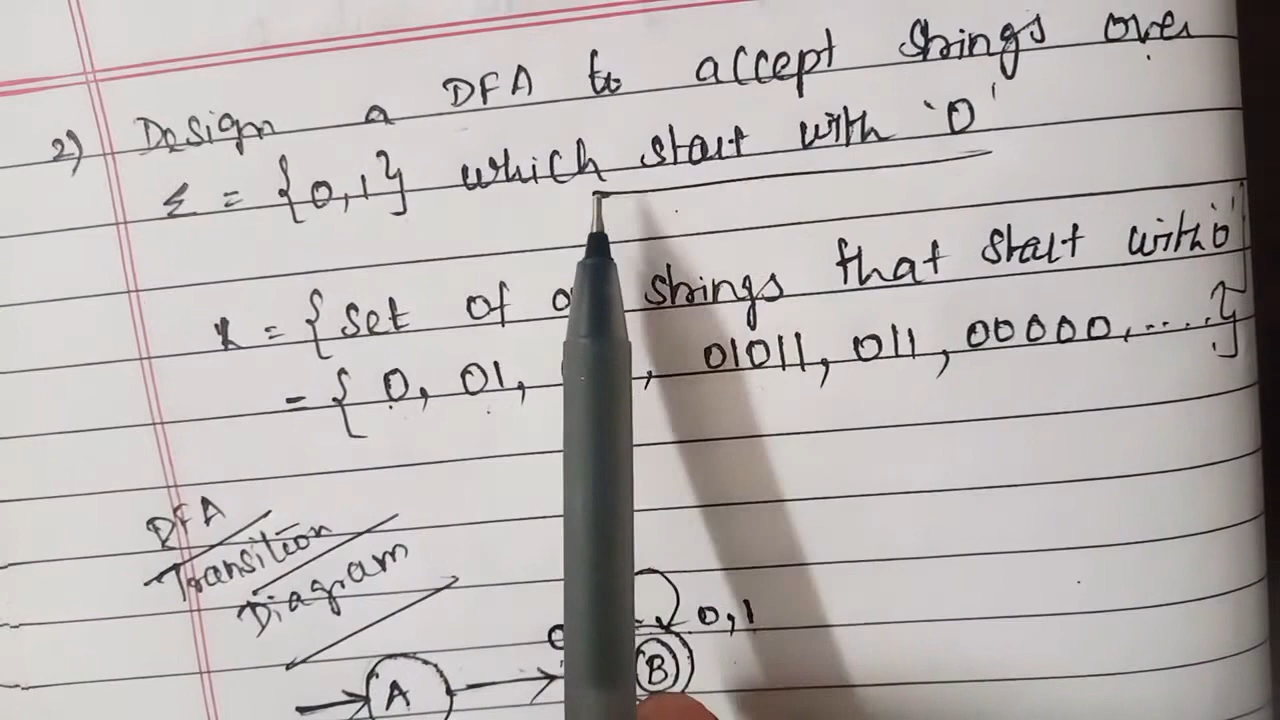 2) Design a DFA to accept strings over
Σ = {0,1} which start with '0'
L = {set of strings that start with '0'}
= {0, 01, , 01011, 011, 00000, ....}
DFA
Transition
Diagram
0,1
A
B